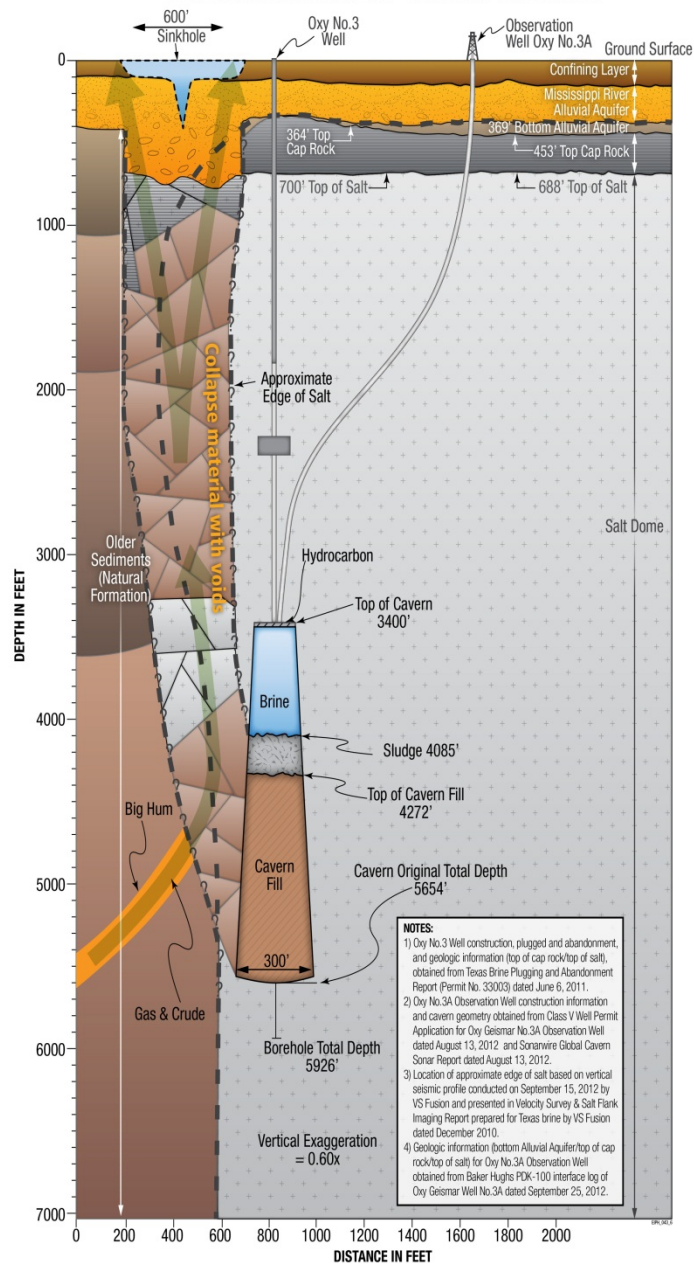 600'
Sinkhole
Oxy No.3
Well
Observation
Well Oxy No.3A
Ground Surface
0
Confining Layer
Mississippi River
Alluvial Aquifer
364' Top
Cap Rock
369' Bottom Alluvial Aquifer
453' Top Cap Rock
700' Top of Salt
688' Top of Salt
1000
2000
3000
4000
5000
6000
7000
DEPTH IN FEET
Approximate
Edge of Salt
Collapse material with voids
Older
Sediments
(Natural
Formation)
Salt Dome
Hydrocarbon
Top of Cavern
3400'
Brine
Sludge 4085'
Top of Cavern Fill
4272'
Big Hum
Cavern
Fill
Cavern Original Total Depth
5654'
300'
Gas & Crude
Borehole Total Depth
5926'
Vertical Exaggeration
= 0.60x
NOTES:
1) Oxy No.3 Well construction, plugged and abandonment,
and geologic information (top of cap rock/top of salt),
obtained from Texas Brine Plugging and Abandonment
Report (Permit No. 33003) dated June 6, 2011.
2) Oxy No.3A Observation Well construction information
and cavern geometry obtained from Class V Well Permit
Application for Oxy Geismar No.3A Observation Well
dated August 13, 2012 and Sonarwire Global Cavern
Sonar Report dated August 13, 2012.
3) Location of approximate edge of salt based on vertical
seismic profile conducted on September 15, 2012 by
VS Fusion and presented in Velocity Survey & Salt Flank
Imaging Report prepared for Texas brine by VS Fusion
dated December 2010.
4) Geologic information (bottom Alluvial Aquifer/top of cap
rock/top of salt) for Oxy No.3A Observation Well
obtained from Baker Hughs PDK-100 interface log of
Oxy Geismar Well No.3A dated September 25, 2012.
0 200 400 600 800 1000 1200 1400 1600 1800 2000
DISTANCE IN FEET